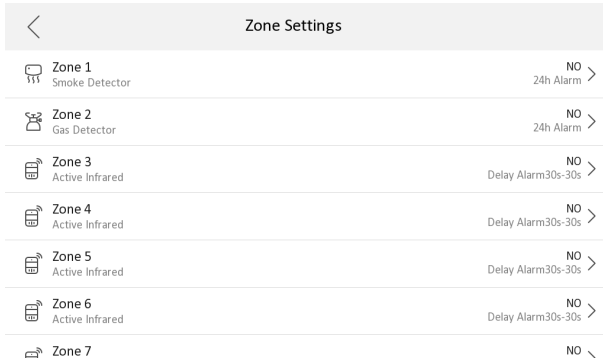 Zone Settings
Zone 1
NO
Smoke Detector
24h Alarm
Zone 2
NO
Gas Detector
24h Alarm
Zone 3
NO
Active Infrared
Delay Alarm30s-30s
Zone 4
NO
Active Infrared
Delay Alarm30s-30s
Zone 5
NO
Active Infrared
Delay Alarm30s-30s
Zone 6
NO
Active Infrared
Delay Alarm30s-30s
Zone 7
NO